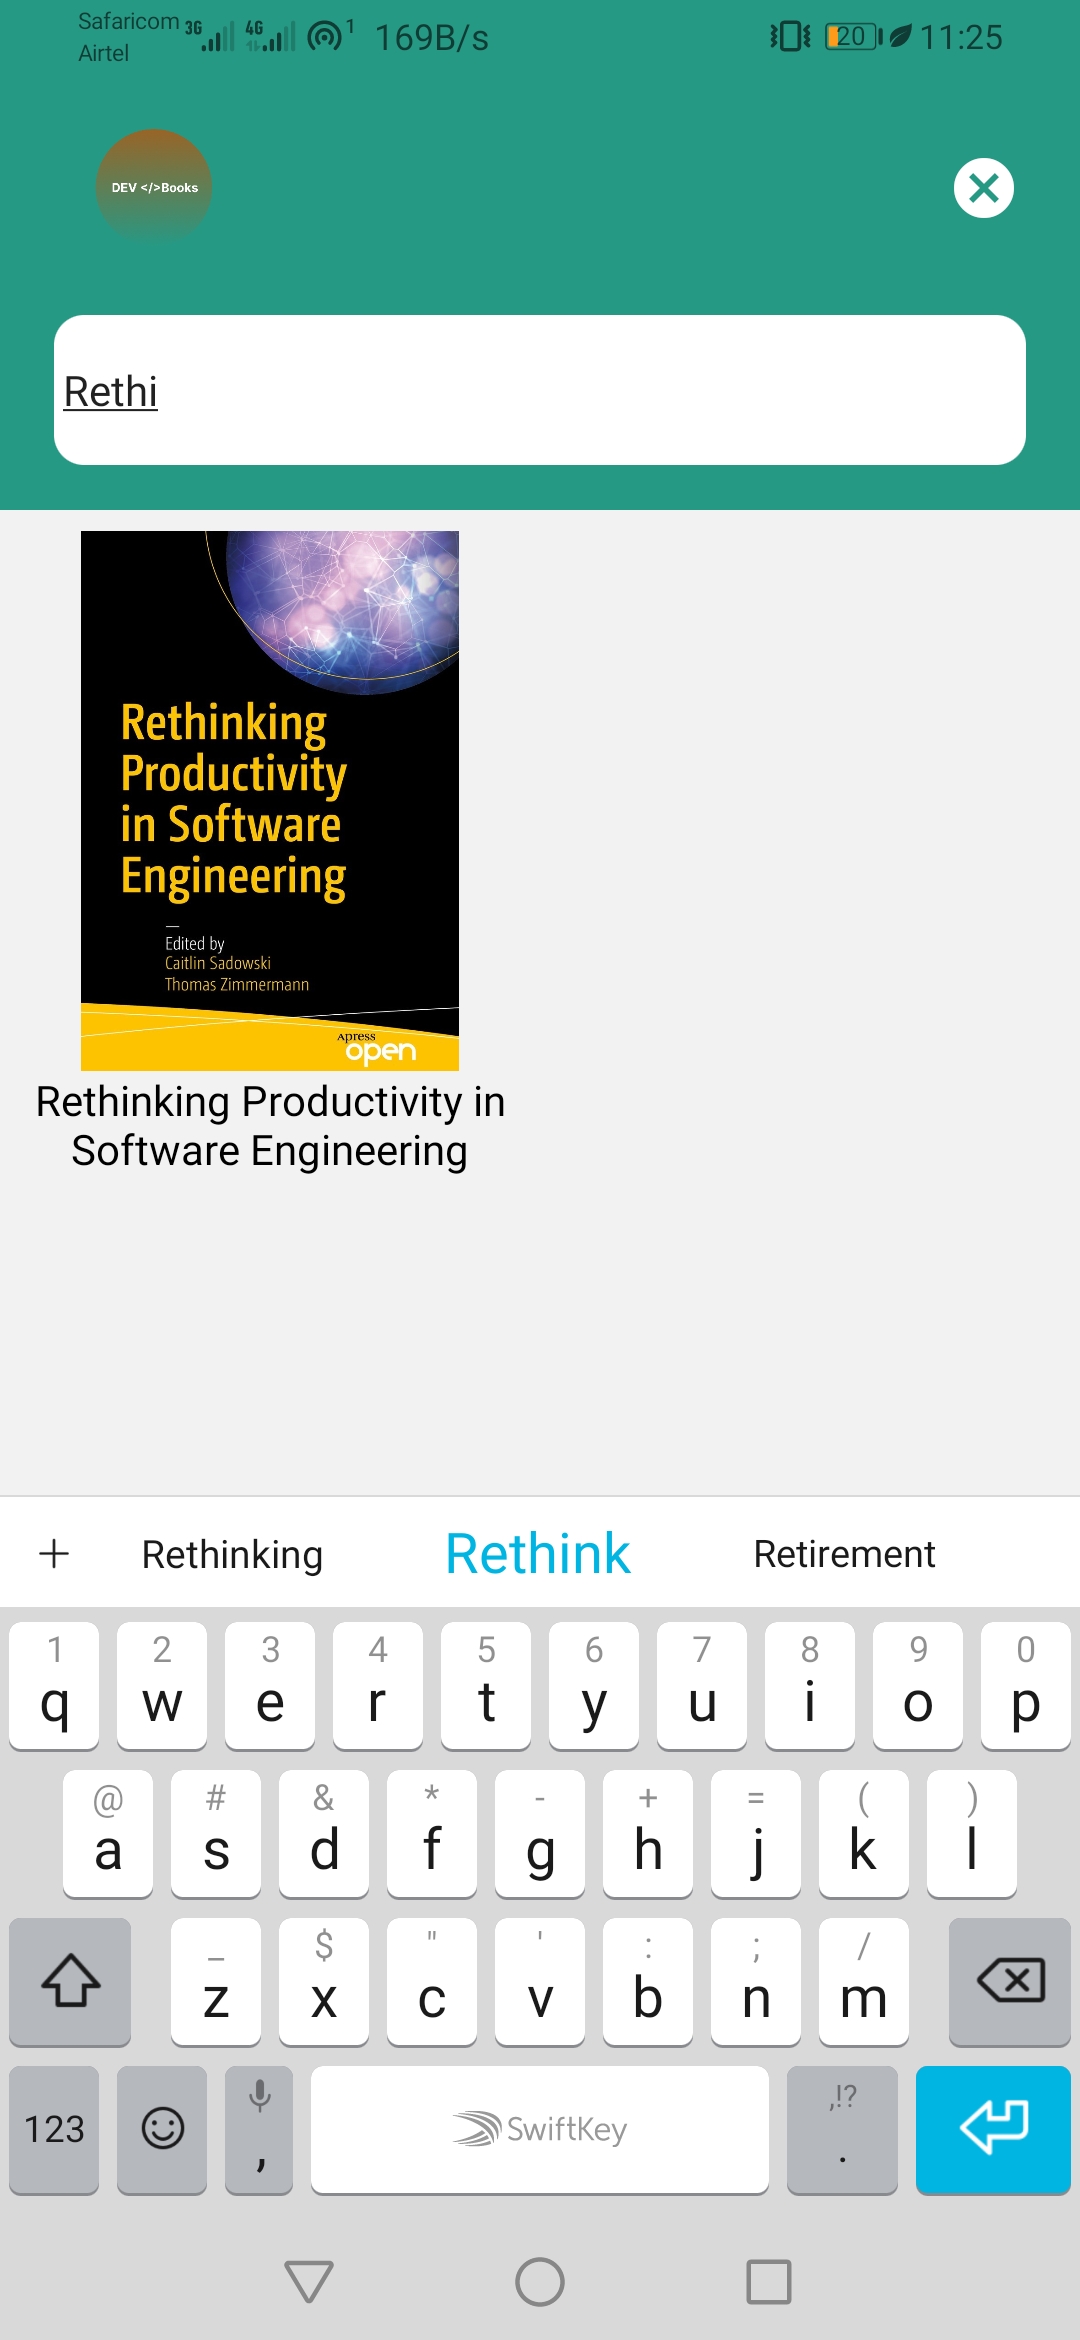 Safaricom 3G 4G 1 169B/s 20 11:25
Airtel
DEV </>Books
Rethi
Rethinking
Productivity
in Software
Engineering
Edited by
Caitlin Sadowski
Thomas Zimmermann
Apress
open
Rethinking Productivity in
Software Engineering
Rethinking Rethink Retirement
1 2 3 4 5 6 7 8 9 0
q w e r t y u i o p
@ # & * - + = ( )
a s d f g h j k l
_ $ " ' : ; /
z x c v b n m
,!?
123 , SwiftKey .